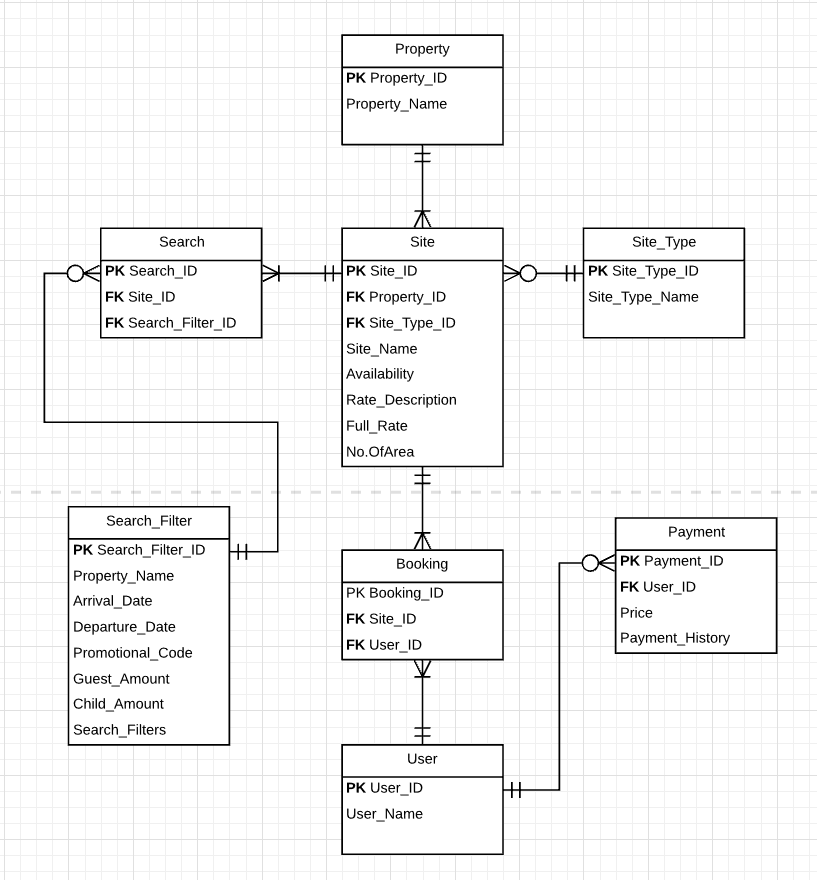 Property
PK Property_ID
Property_Name
Search
PK Search_ID
FK Site_ID
FK Search_Filter_ID
Site
PK Site_ID
FK Property_ID
FK Site_Type_ID
Site_Name
Availability
Rate_Description
Full_Rate
No.OfArea
Site_Type
PK Site_Type_ID
Site_Type_Name
Search_Filter
PK Search_Filter_ID
Property_Name
Arrival_Date
Departure_Date
Promotional_Code
Guest_Amount
Child_Amount
Search_Filters
Booking
PK Booking_ID
FK Site_ID
FK User_ID
Payment
PK Payment_ID
FK User_ID
Price
Payment_History
User
PK User_ID
User_Name